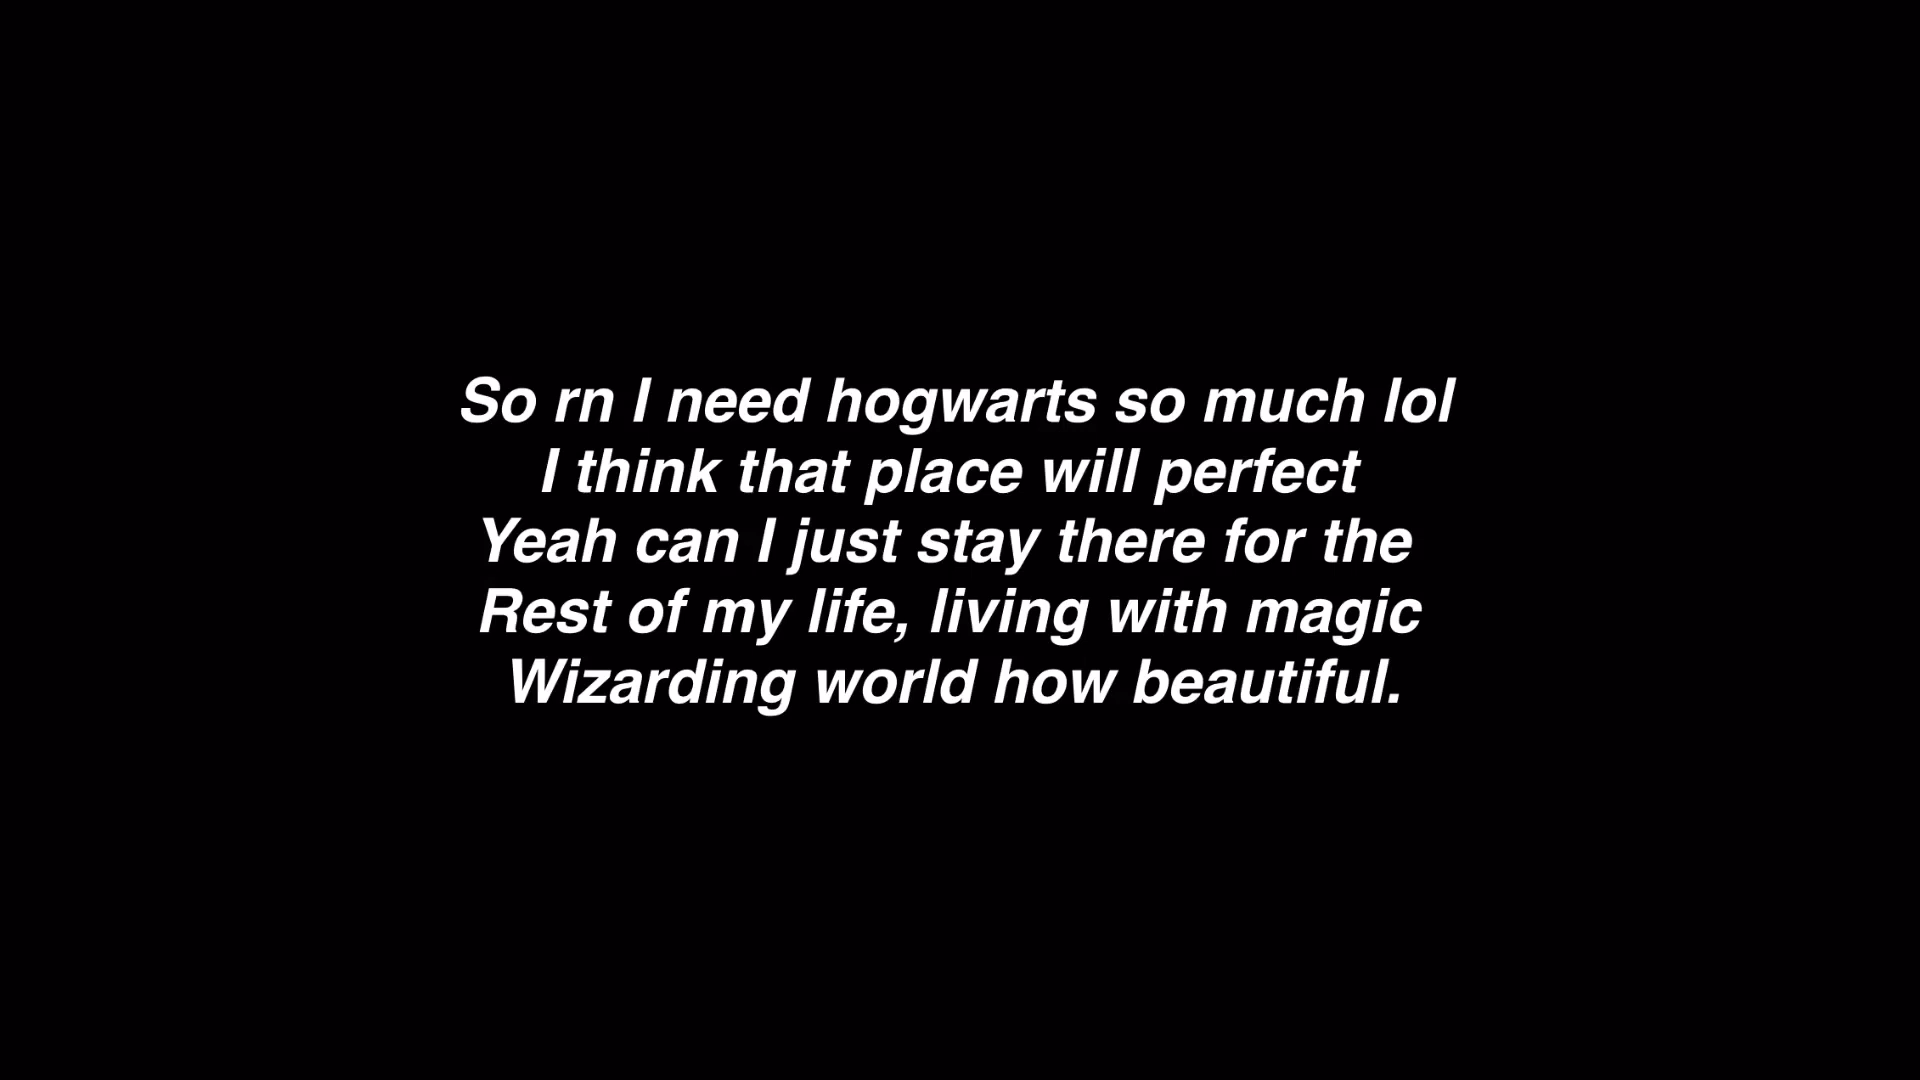 So rn I need hogwarts so much lol
I think that place will perfect
Yeah can I just stay there for the
Rest of my life, living with magic
Wizarding world how beautiful.